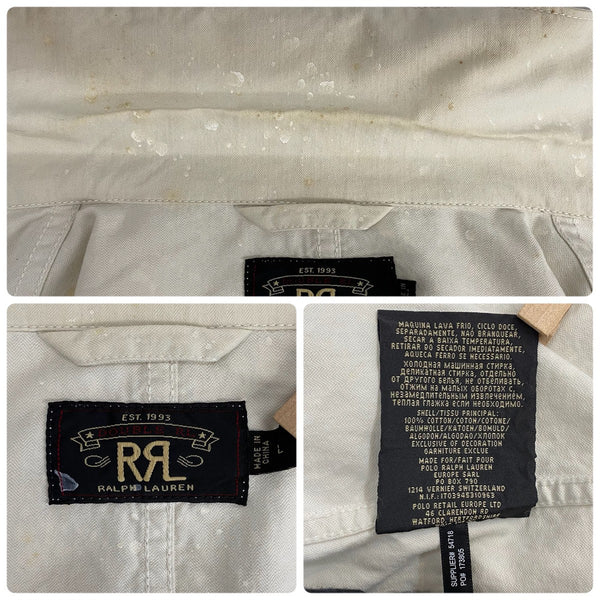 EST. 1993
RRL
EST. 1993
DOUBLE RL
RRL
RALPH LAUREN
MADE IN
CHINA
L
MAQUINA LAVA FRIO, CICLO DOCE,
SEPARADAMENTE, NÃO BRANQUEAR,
SECAR A BAIXA TEMPERATURA,
RETIRAR DO SECADOR IMEDIATAMENTE,
AQUECA FERRO SE NECESSARIO.
ХОЛОДНАЯ МАШИННАЯ СТИРКА,
ДЕЛИКАТНАЯ СТИРКА, ОТДЕЛЬНО
ОТ ДРУГОГО БЕЛЬЯ, НЕ ОТБЕЛИВАТЬ,
ОТЖИМ НА МАЛЫХ ОБОРОТАХ С
НЕЗАМЕДЛИТЕЛЬНЫМ ИЗВЛЕЧЕНИЕМ,
ТЕПЛАЯ ГЛАЖКА ЕСЛИ НЕОБХОДИМО.
SHELL/TISSU PRINCIPAL:
100% COTTON/COTON/COTONE/
BAUMWOLLE/KATOEN/BOMULD/
ALGODON/ALGODAO/ХЛОПОК
EXCLUSIVE OF DECORATION
GARNITURE EXCLUE
MADE FOR/FAIT POUR
POLO RALPH LAUREN
EUROPE SARL
PO BOX 790
1214 VERNIER SWITZERLAND
N.I.F: IT03945310963
POLO RETAIL EUROPE LTD
46 CLARENDON RD
WATFORD, HERTFORDSHIRE
SUPPLIER# 54718
PO# 173805